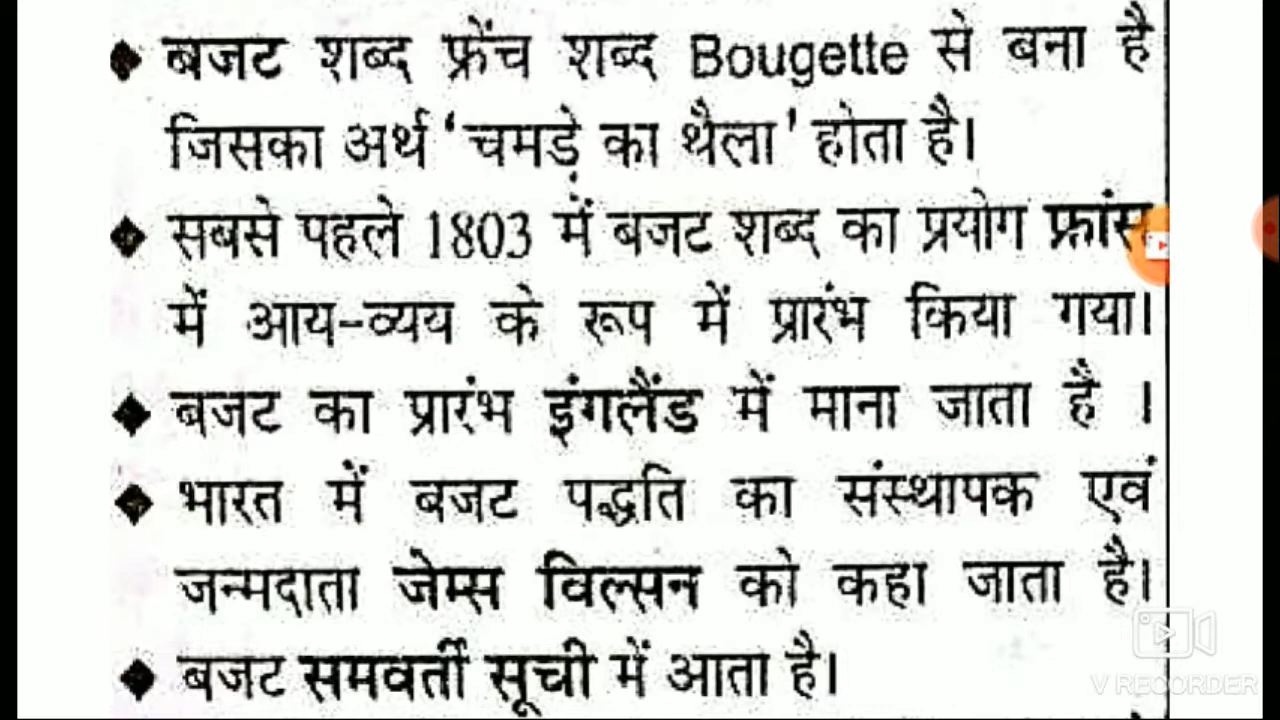 ◆ बजट शब्द फ्रेंच शब्द Bougette से बना है
जिसका अर्थ 'चमड़े का थैला' होता है।
◆ सबसे पहले 1803 में बजट शब्द का प्रयोग फ्रांस
में आय-व्यय के रूप में प्रारंभ किया गया।
◆ बजट का प्रारंभ इंगलैंड में माना जाता है ।
◆ भारत में बजट पद्धति का संस्थापक एवं
जन्मदाता जेम्स विल्सन को कहा जाता है।
◆ बजट समवर्ती सूची में आता है।
V RECORDER